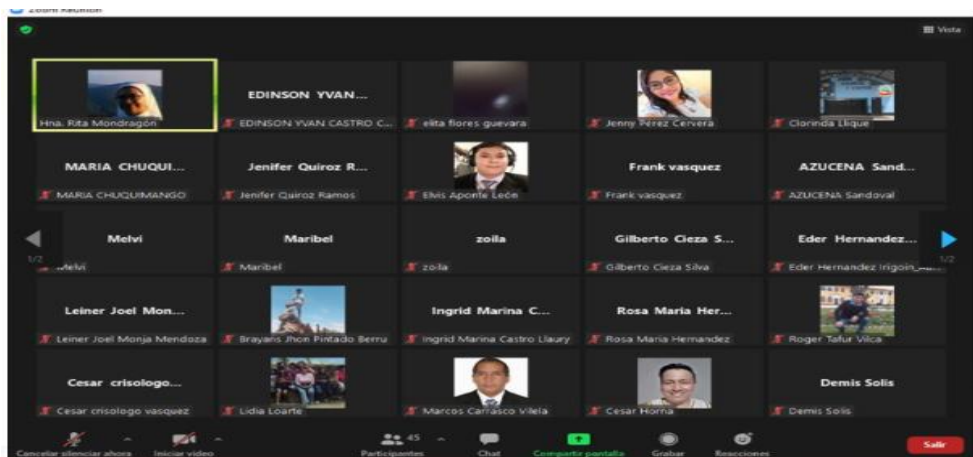 Zoom Reunión
Vista
Hna. Rita Mondragón
EDINSON YVAN...
EDINSON YVAN CASTRO C...
elita flores guevara
Jenny Pérez Cervera
Clorinda Llique
MARIA CHUQUI...
MARIA CHUQUIMANGO
Jenifer Quiroz R...
Jenifer Quiroz Ramos
Elvis Aponte León
Frank vasquez
Frank vasquez
AZUCENA Sand...
AZUCENA Sandoval
1/2
Melvi
Melvi
Maribel
Maribel
zoila
zoila
Gilberto Cieza S...
Gilberto Cieza Silva
Eder Hernandez...
Eder Hernandez Irigoin
1/2
Leiner Joel Mon...
Leiner Joel Monja Mendoza
Brayans Jhon Pintado Berru
Ingrid Marina C...
Ingrid Marina Castro Llaury
Rosa Maria Her...
Rosa Maria Hernandez
Roger Tafur Vilca
Cesar crisologo...
Cesar crisologo vasquez
Lidia Loarte
Marcos Carrasco Vilela
Cesar Horna
Demis Solis
Demis Solis
Cancelar silenciar ahora
Iniciar video
45
Participantes
Chat
Compartir pantalla
Grabar
Reacciones
Salir